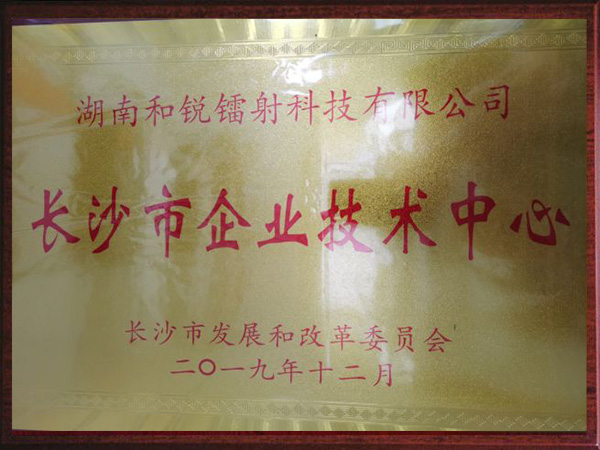 湖南和锐镭射科技有限公司
长沙市企业技术中心
长沙市发展和改革委员会
二〇一九年十二月